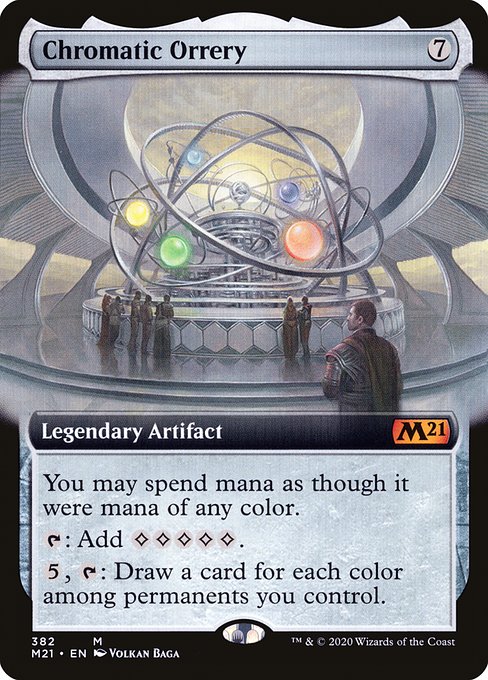 Chromatic Orrery 7
Legendary Artifact M21
You may spend mana as though it
were mana of any color.
: Add .
5, : Draw a card for each color
among permanents you control.
382 M
M21 • EN VOLKAN BAGA
™ & © 2020 Wizards of the Coast